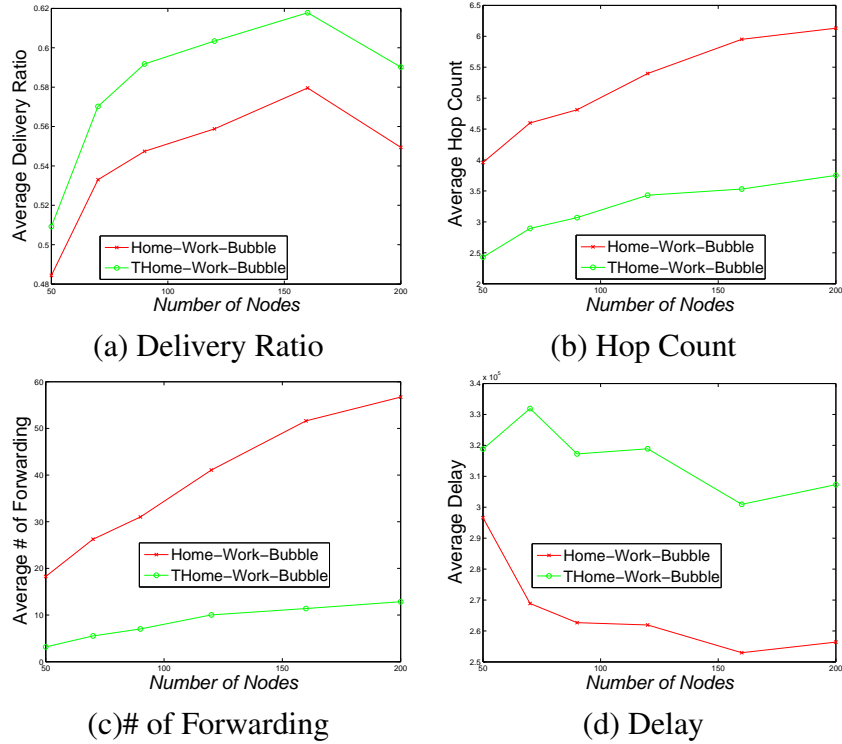 0.62
0.6
0.58
0.56
0.54
0.52
0.5
0.48
50
100
150
200
Average Delivery Ratio
Number of Nodes
Home−Work−Bubble
THome−Work−Bubble
(a) Delivery Ratio
6.5
6
5.5
5
4.5
4
3.5
3
2.5
2
50
100
150
200
Average Hop Count
Number of Nodes
Home−Work−Bubble
THome−Work−Bubble
(b) Hop Count
60
50
40
30
20
10
0
50
100
150
200
Average # of Forwarding
Number of Nodes
Home−Work−Bubble
THome−Work−Bubble
(c)# of Forwarding
x 10⁵
3.4
3.3
3.2
3.1
3
2.9
2.8
2.7
2.6
2.5
50
100
150
200
Average Delay
Number of Nodes
Home−Work−Bubble
THome−Work−Bubble
(d) Delay